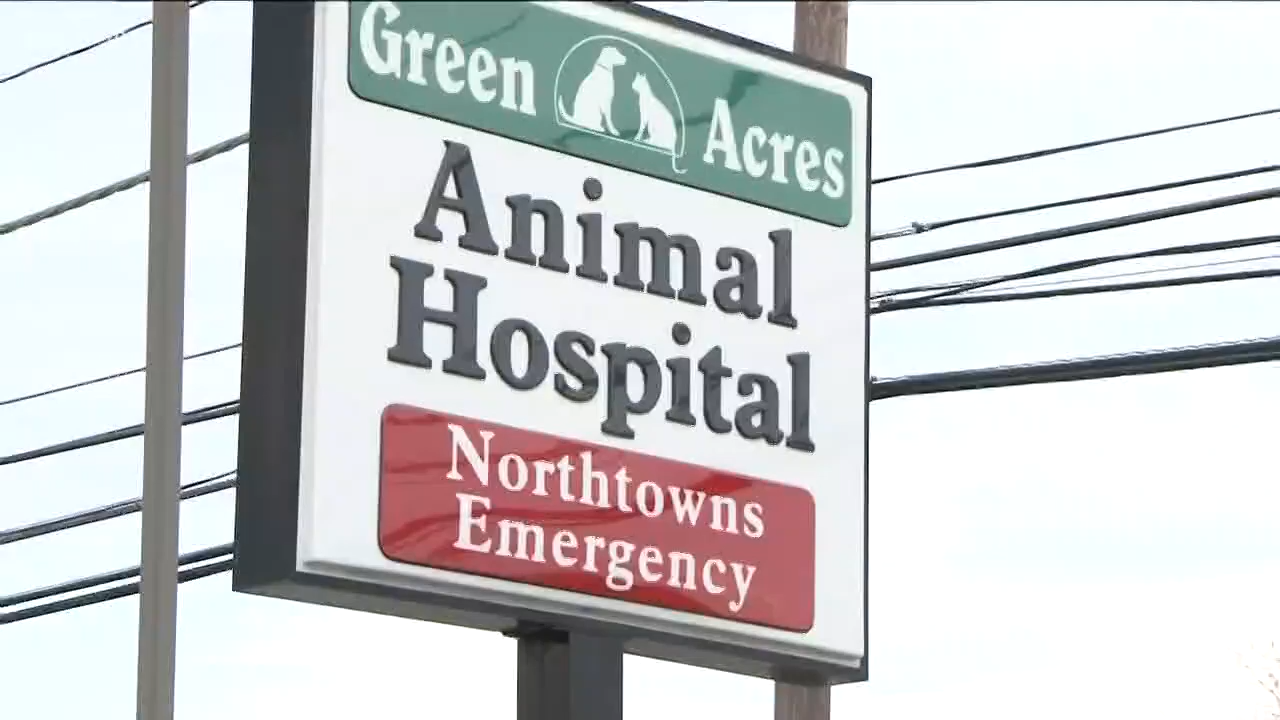 Green Acres
Animal
Hospital
Northtowns
Emergency